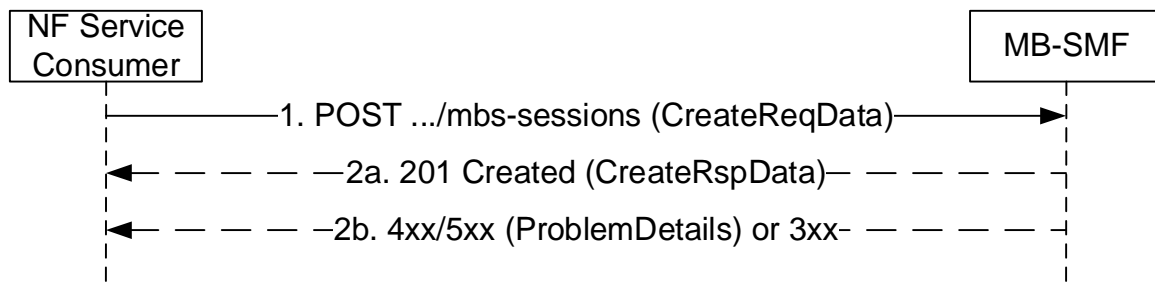 NF Service
Consumer
MB-SMF
1. POST .../mbs-sessions (CreateReqData)
2a. 201 Created (CreateRspData)
2b. 4xx/5xx (ProblemDetails) or 3xx